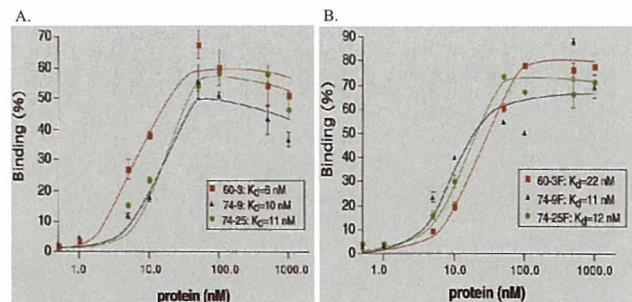 A.
70
60
50
40
30
20
10
0
Binding (%)
60-3: Kd=6 nM
74-9: Kd=10 nM
74-25: Kd=11 nM
1.0 10.0 100.0 1000.0
protein (nM)
B.
90
80
70
60
50
40
30
20
10
0
Binding (%)
60-3F: Kd=22 nM
74-9F: Kd=11 nM
74-25F: Kd=12 nM
1.0 10.0 100.0 1000.0
protein (nM)